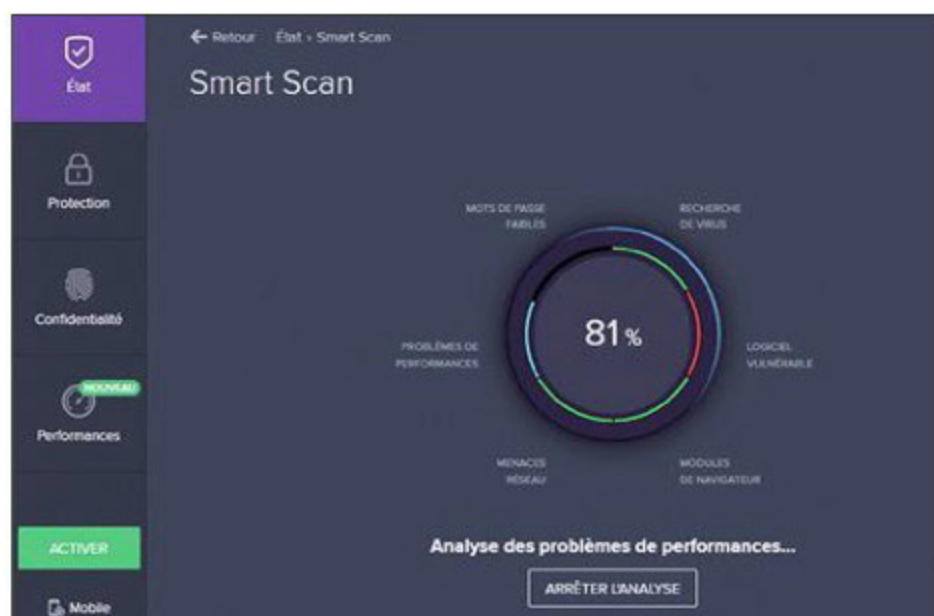 ← Retour État › Smart Scan
Smart Scan
État
Protection
Confidentialité
NOUVEAU
Performances
ACTIVER
Mobile
MOTS DE PASSE
FAIBLES
RECHERCHE
DE VIRUS
81%
PROBLÈMES DE
PERFORMANCES
LOGICIEL
VULNÉRABLE
MENACES
RÉSEAU
MODULES
DE NAVIGATEUR
Analyse des problèmes de performances...
ARRÊTER L'ANALYSE